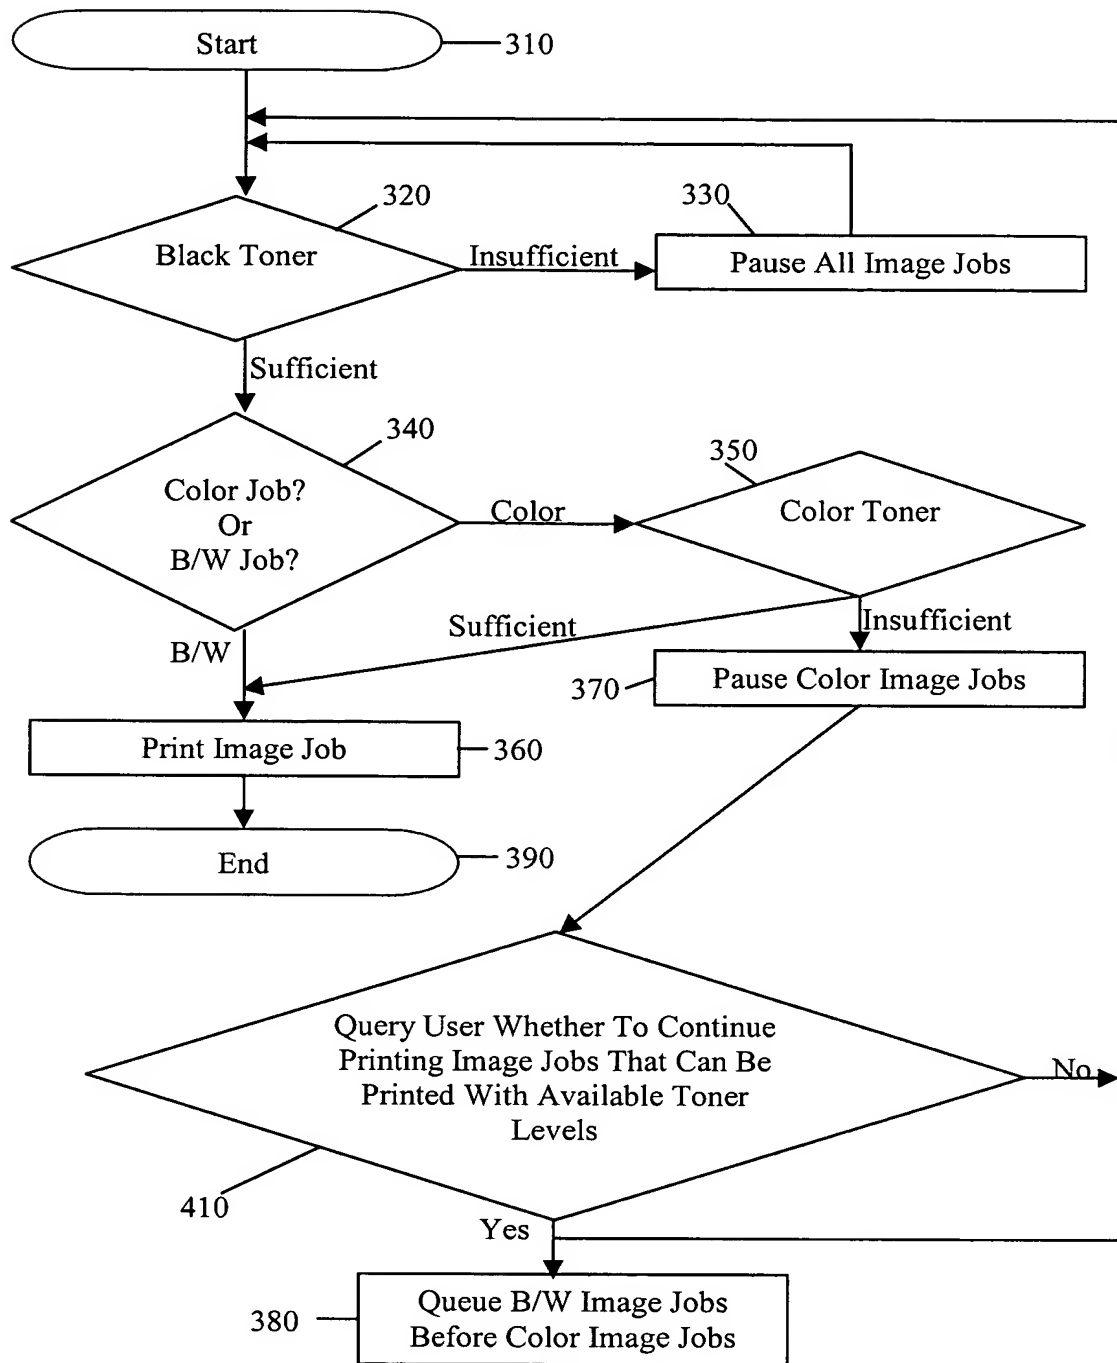 Start
310
320
330
Black Toner
Insufficient
Pause All Image Jobs
Sufficient
340
350
Color Job?
Or
B/W Job?
Color
Color Toner
Sufficient
Insufficient
B/W
370
Pause Color Image Jobs
Print Image Job
360
End
390
Query User Whether To Continue
Printing Image Jobs That Can Be
Printed With Available Toner
Levels
No
410
Yes
380
Queue B/W Image Jobs
Before Color Image Jobs